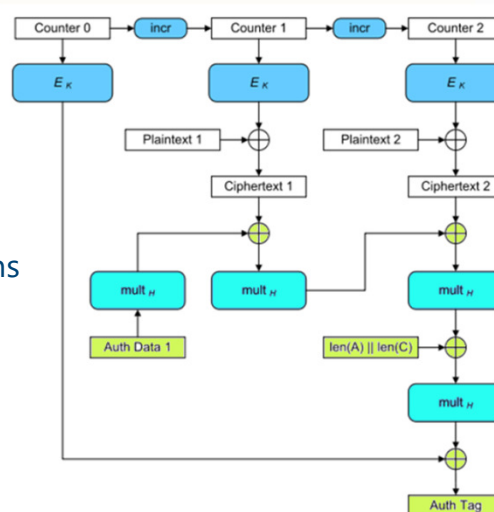 Counter 0 incr Counter 1 incr Counter 2
E K E K E K
Plaintext 1 Plaintext 2
Ciphertext 1 Ciphertext 2
ns
mult H mult H mult H
Auth Data 1 len(A) || len(C)
mult H
Auth Tag